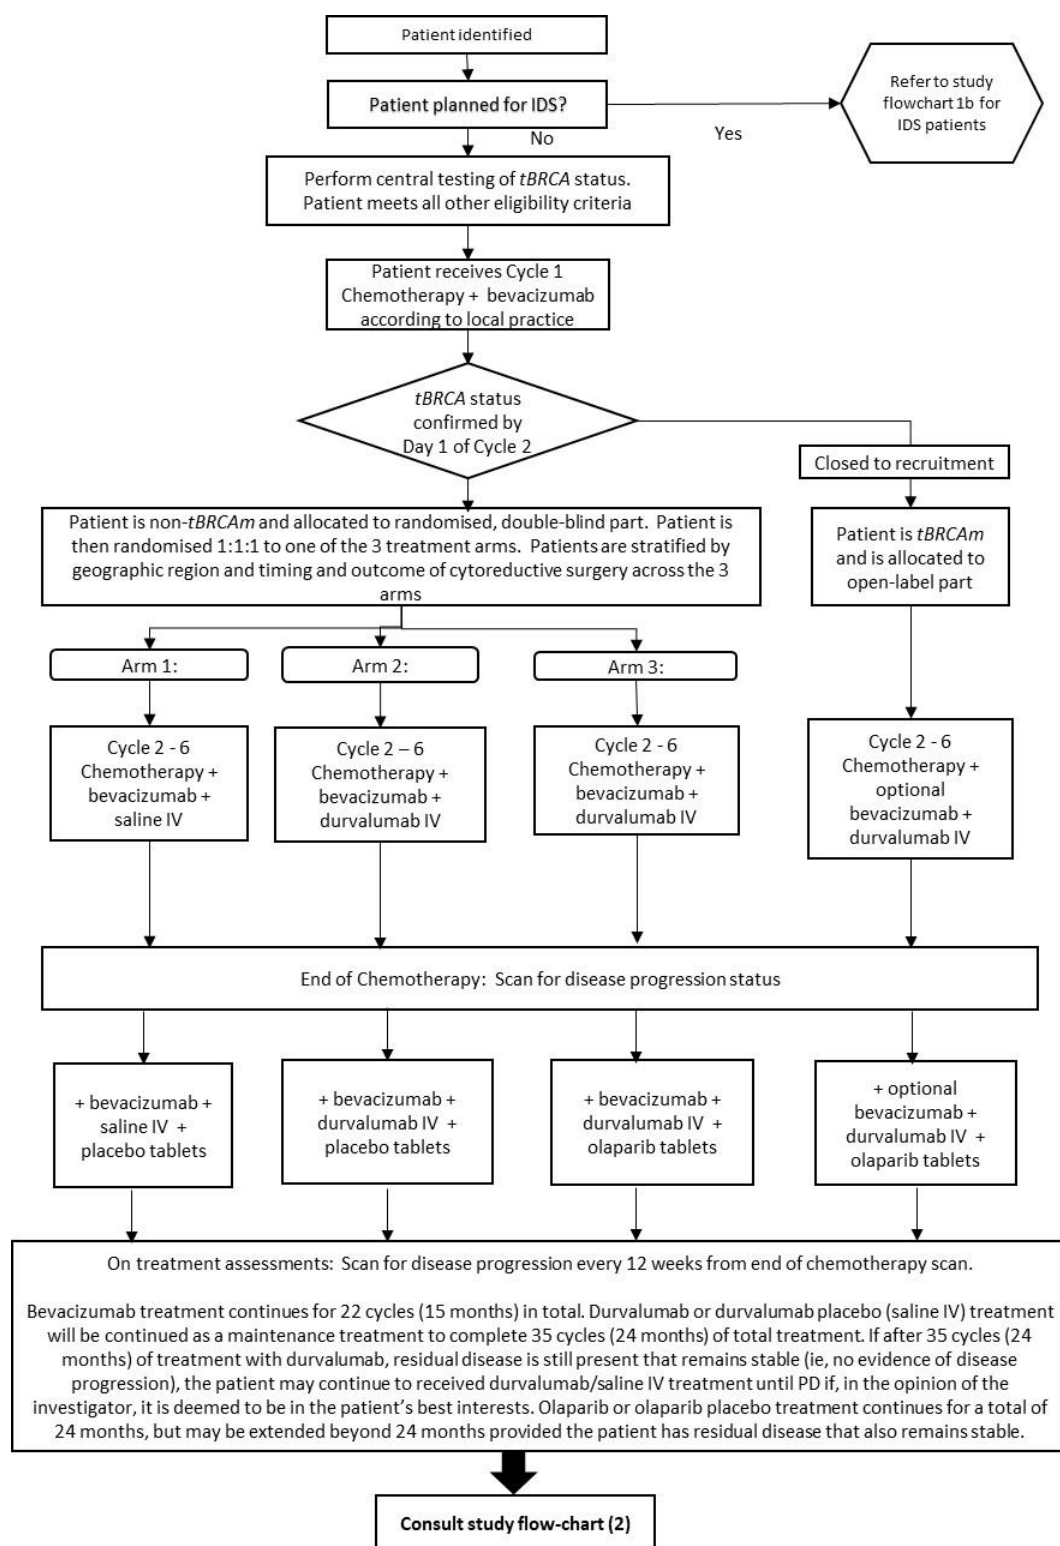 Patient identified
Patient planned for IDS?
Refer to study
flowchart 1b for
IDS patients
No
Yes
Perform central testing of tBRCA status.
Patient meets all other eligibility criteria
Patient receives Cycle 1
Chemotherapy + bevacizumab
according to local practice
tBRCA status
confirmed by
Day 1 of Cycle 2
Closed to recruitment
Patient is non-tBRCAm and allocated to randomised, double-blind part. Patient is
then randomised 1:1:1 to one of the 3 treatment arms. Patients are stratified by
geographic region and timing and outcome of cytoreductive surgery across the 3
arms
Patient is tBRCAm
and is allocated to
open-label part
Arm 1:
Arm 2:
Arm 3:
Cycle 2 - 6
Chemotherapy +
bevacizumab +
saline IV
Cycle 2 – 6
Chemotherapy +
bevacizumab +
durvalumab IV
Cycle 2 - 6
Chemotherapy +
bevacizumab +
durvalumab IV
Cycle 2 - 6
Chemotherapy +
optional
bevacizumab +
durvalumab IV
End of Chemotherapy: Scan for disease progression status
+ bevacizumab +
saline IV +
placebo tablets
+ bevacizumab +
durvalumab IV +
placebo tablets
+ bevacizumab +
durvalumab IV +
olaparib tablets
+ optional
bevacizumab +
durvalumab IV +
olaparib tablets
On treatment assessments: Scan for disease progression every 12 weeks from end of chemotherapy scan.
Bevacizumab treatment continues for 22 cycles (15 months) in total. Durvalumab or durvalumab placebo (saline IV) treatment
will be continued as a maintenance treatment to complete 35 cycles (24 months) of total treatment. If after 35 cycles (24
months) of treatment with durvalumab, residual disease is still present that remains stable (ie, no evidence of disease
progression), the patient may continue to received durvalumab/saline IV treatment until PD if, in the opinion of the
investigator, it is deemed to be in the patient's best interests. Olaparib or olaparib placebo treatment continues for a total of
24 months, but may be extended beyond 24 months provided the patient has residual disease that also remains stable.
Consult study flow-chart (2)